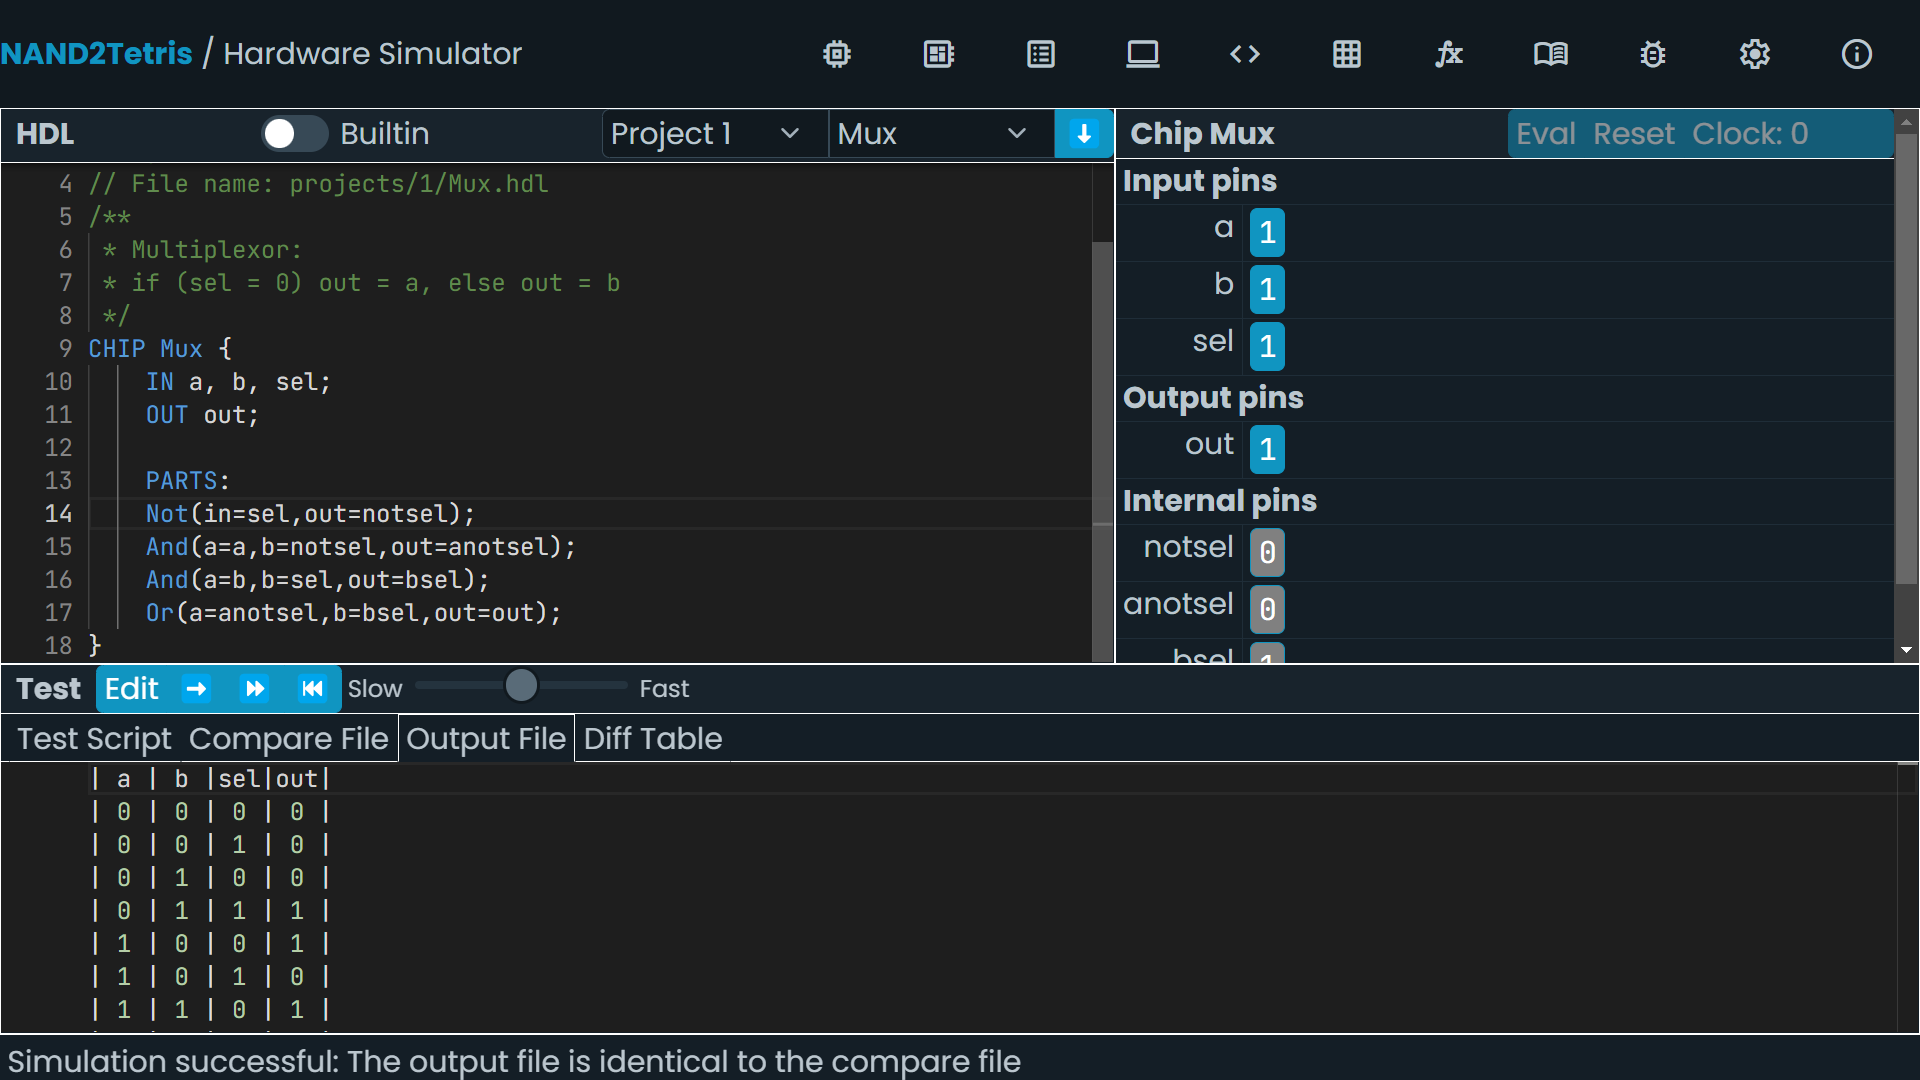 NAND2Tetris / Hardware Simulator
HDL Builtin Project 1 Mux
4 // File name: projects/1/Mux.hdl
5 /**
6 * Multiplexor:
7 * if (sel = 0) out = a, else out = b
8 */
9 CHIP Mux {
10 IN a, b, sel;
11 OUT out;
12
13 PARTS:
14 Not(in=sel,out=notsel);
15 And(a=a,b=notsel,out=anotsel);
16 And(a=b,b=sel,out=bsel);
17 Or(a=anotsel,b=bsel,out=out);
18 }
Chip Mux Eval Reset Clock: 0
Input pins
a 1
b 1
sel 1
Output pins
out 1
Internal pins
notsel 0
anotsel 0
bsel 1
Test Edit Slow Fast
Test Script Compare File Output File Diff Table
| a | b |sel|out|
| 0 | 0 | 0 | 0 |
| 0 | 0 | 1 | 0 |
| 0 | 1 | 0 | 0 |
| 0 | 1 | 1 | 1 |
| 1 | 0 | 0 | 1 |
| 1 | 0 | 1 | 0 |
| 1 | 1 | 0 | 1 |
Simulation successful: The output file is identical to the compare file